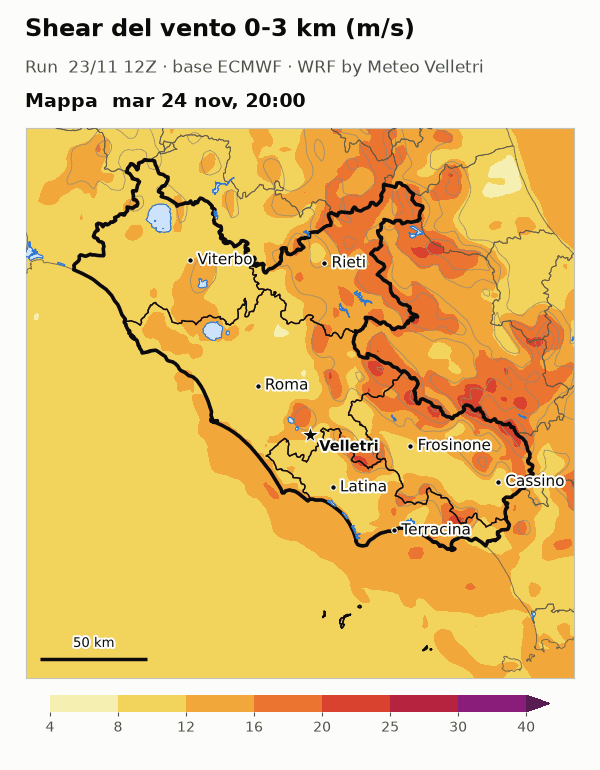 Shear del vento 0-3 km (m/s)
Run  23/11 12Z · base ECMWF · WRF by Meteo Velletri
Mappa  mar 24 nov, 20:00
Viterbo
Rieti
Roma
Velletri
Frosinone
Latina
Cassino
Terracina
50 km
4 8 12 16 20 25 30 40